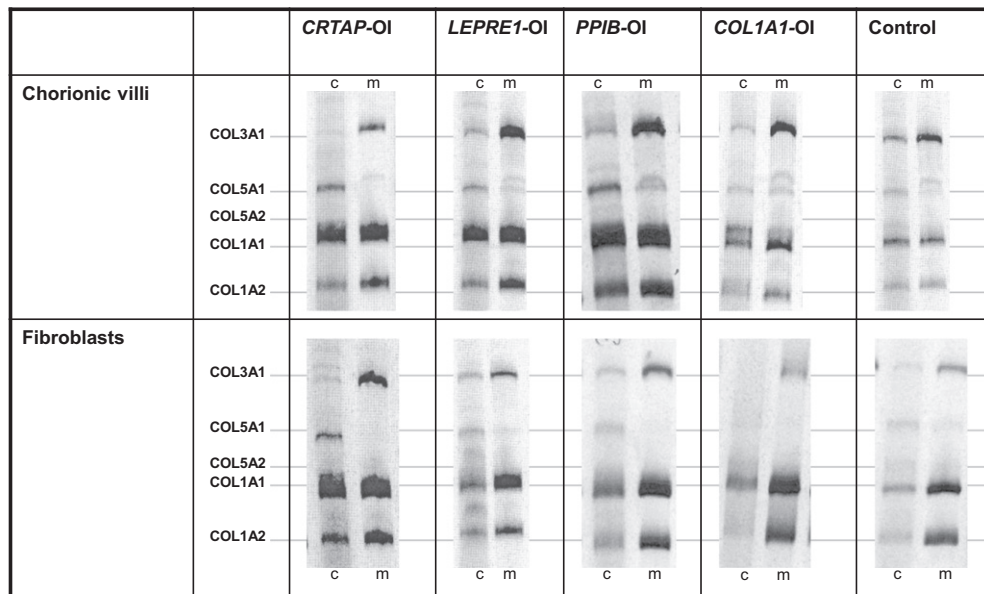 CRTAP-OI LEPRE1-OI PPIB-OI COL1A1-OI Control
Chorionic villi
c m c m c m c m c m
COL3A1
COL5A1
COL5A2
COL1A1
COL1A2
Fibroblasts
COL3A1
COL5A1
COL5A2
COL1A1
COL1A2
c m c m c m c m c m